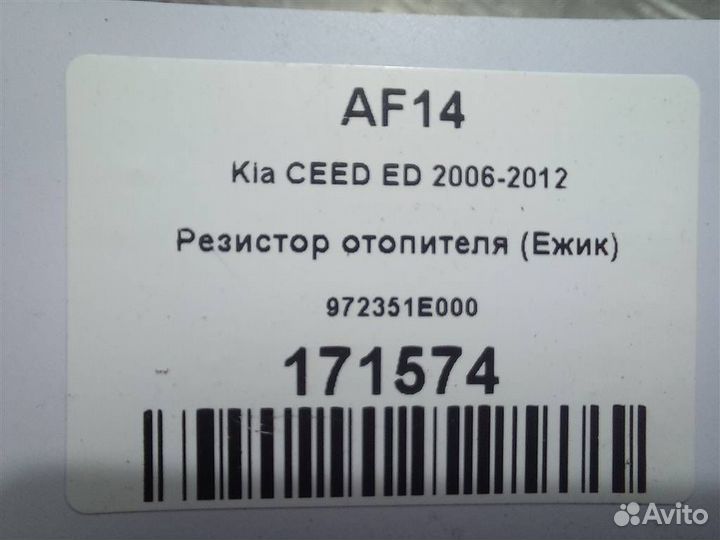 AF14
Kia CEED ED 2006-2012
Резистор отопителя (Ежик)
972351E000
171574
Avito